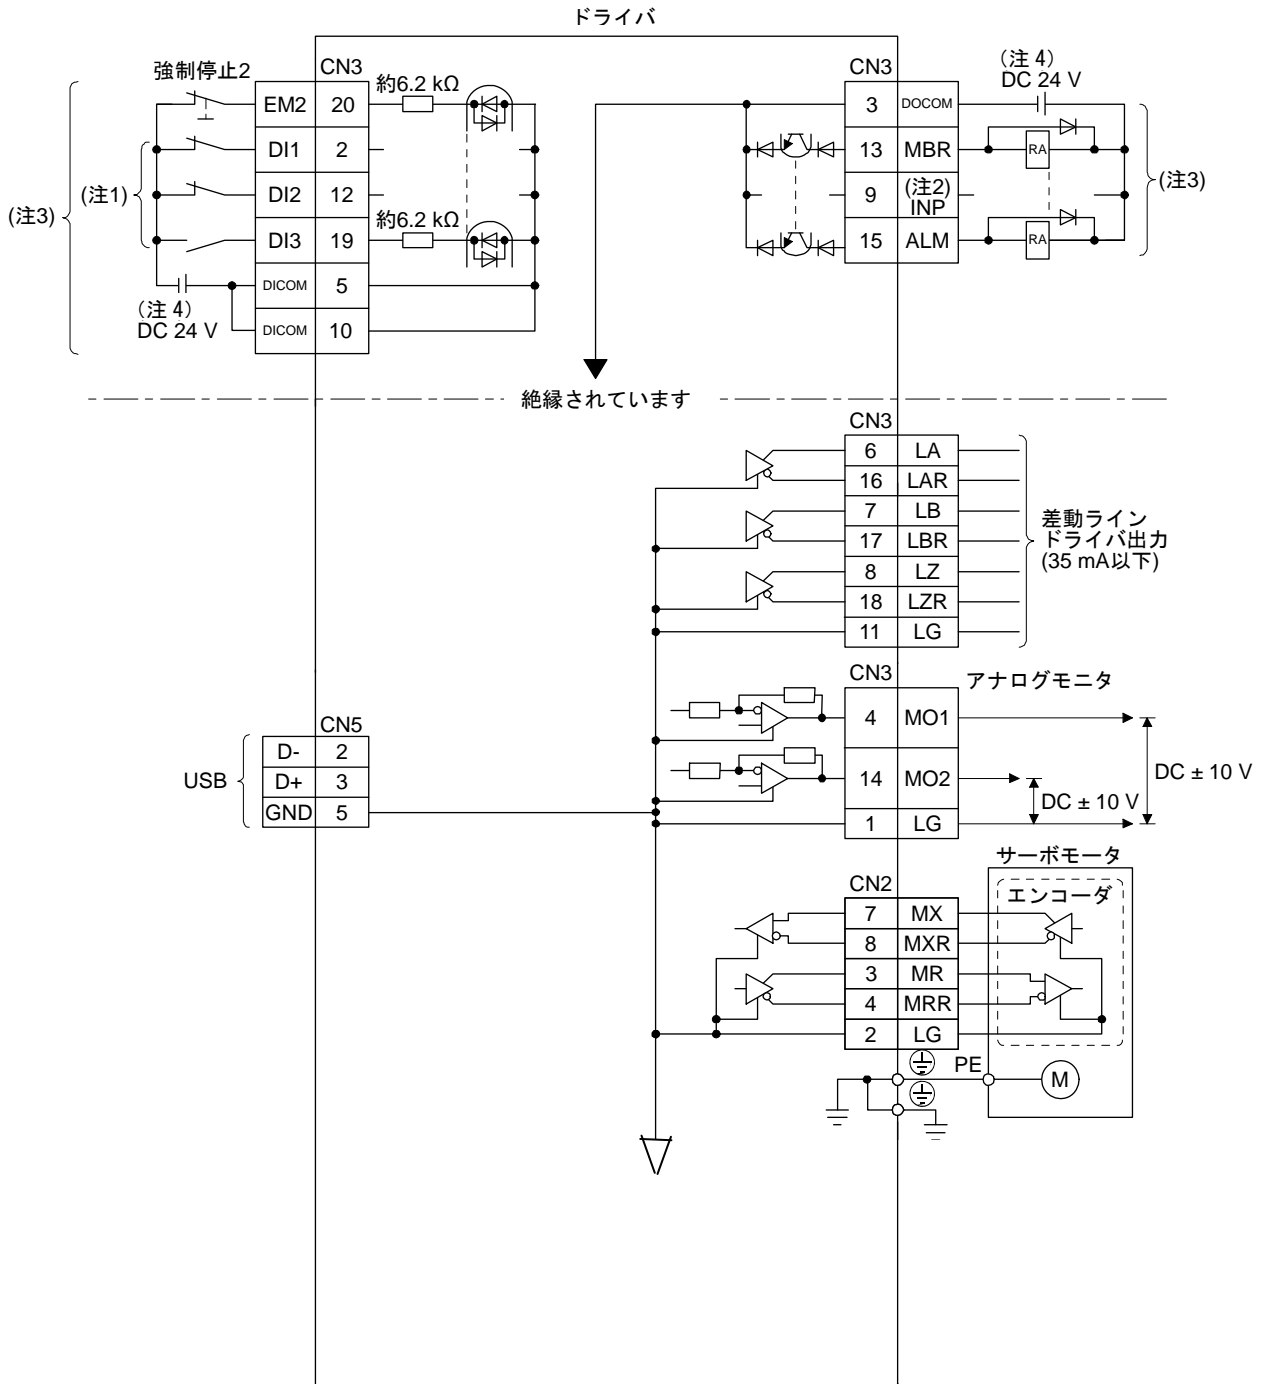 ドライバ
強制停止2
CN3
約6.2 kΩ
EM2 20
DI1 2
DI2 12
DI3 19
約6.2 kΩ
DICOM 5
DICOM 10
(注3)
(注1)
(注 4)
DC 24 V
CN3
(注 4)
DC 24 V
3 DOCOM
13 MBR
RA
9 (注2)
INP
15 ALM
RA
(注3)
絶縁されています
CN3
6 LA
16 LAR
7 LB
17 LBR
8 LZ
18 LZR
11 LG
差動ライン
ドライバ出力
(35 mA以下)
CN3
アナログモニタ
4 MO1
14 MO2
1 LG
DC ± 10 V
DC ± 10 V
CN5
USB
D- 2
D+ 3
GND 5
サーボモータ
エンコーダ
CN2
7 MX
8 MXR
3 MR
4 MRR
2 LG
PE
M